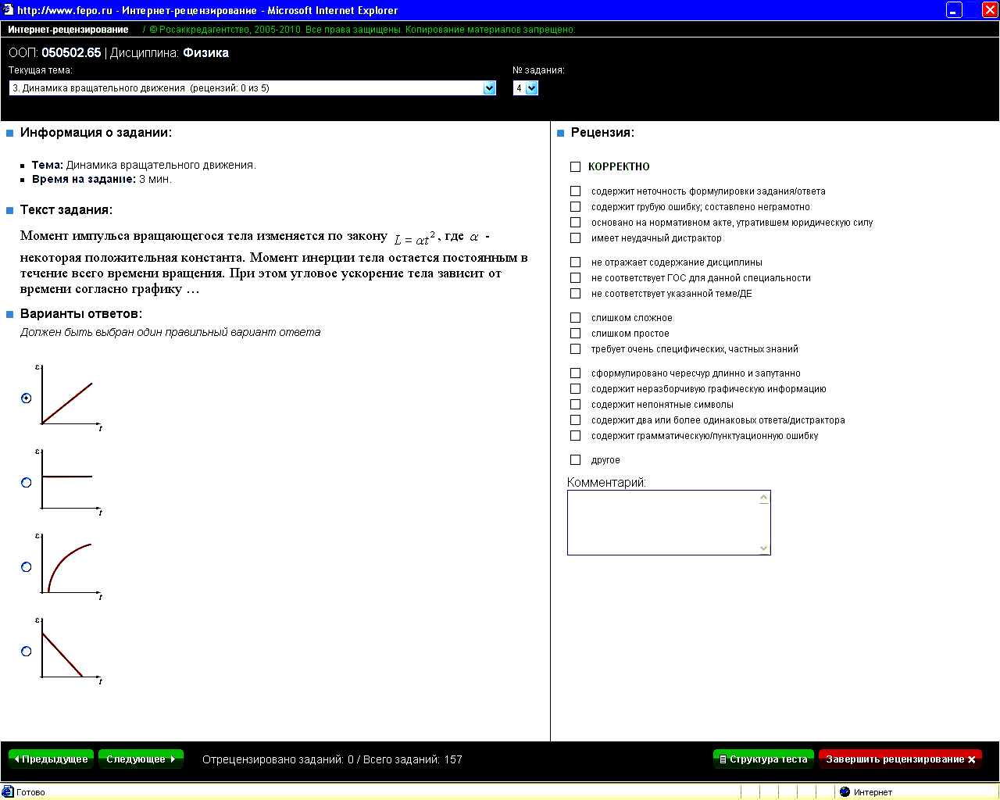 http://www.fepo.ru - Интернет-рецензирование - Microsoft Internet Explorer
Интернет-рецензирование / © Росаккредагентство, 2005-2010. Все права защищены. Копирование материалов запрещено.
ООП: 050502.65 | Дисциплина: Физика
Текущая тема: № задания:
3. Динамика вращательного движения (рецензий: 0 из 5) 4
Информация о задании:
Тема: Динамика вращательного движения.
Время на задание: 3 мин.
Текст задания:
Момент импульса вращающегося тела изменяется по закону L = αt², где α -
некоторая положительная константа. Момент инерции тела остается постоянным в
течение всего времени вращения. При этом угловое ускорение тела зависит от
времени согласно графику …
Варианты ответов:
Должен быть выбран один правильный вариант ответа
ε
t
ε
t
ε
t
ε
t
Рецензия:
КОРРЕКТНО
содержит неточность формулировки задания/ответа
содержит грубую ошибку; составлено неграмотно
основано на нормативном акте, утратившем юридическую силу
имеет неудачный дистрактор
не отражает содержание дисциплины
не соответствует ГОС для данной специальности
не соответствует указанной теме/ДЕ
слишком сложное
слишком простое
требует очень специфических, частных знаний
сформулировано чересчур длинно и запутанно
содержит неразборчивую графическую информацию
содержит непонятные символы
содержит два или более одинаковых ответа/дистрактора
содержит грамматическую/пунктуационную ошибку
другое
Комментарий:
Предыдущее Следующее Отрецензировано заданий: 0 / Всего заданий: 157 Структура теста Завершить рецензирование
Готово Интернет